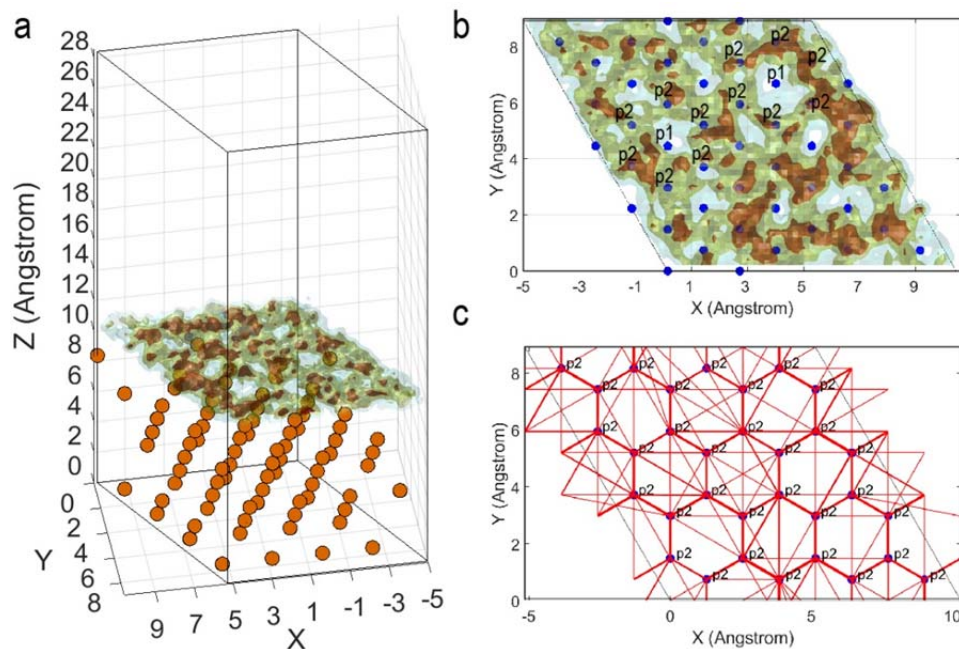 a
28
26
24
22
20
18
16
14
12
10
8
6
4
2
0
Z (Angstrom)
0
2
4
6
8
Y
9 7 5 3 1 -1 -3 -5
X
b
8
6
4
2
0
Y (Angstrom)
p2
p2 p2
p1
p2 p2
p2
p2 p2 p2
p1
p2 p2
p2
-5 -3 -1 1 3 5 7 9
X (Angstrom)
c
8
6
4
2
0
Y (Angstrom)
p2 p2 p2 p2
p2 p2 p2 p2
p2 p2 p2 p2
p2 p2 p2 p2
p2 p2 p2 p2
p2 p2 p2 p2
p2 p2 p2 p2
p2 p2 p2 p2
-5 0 5 10
X (Angstrom)